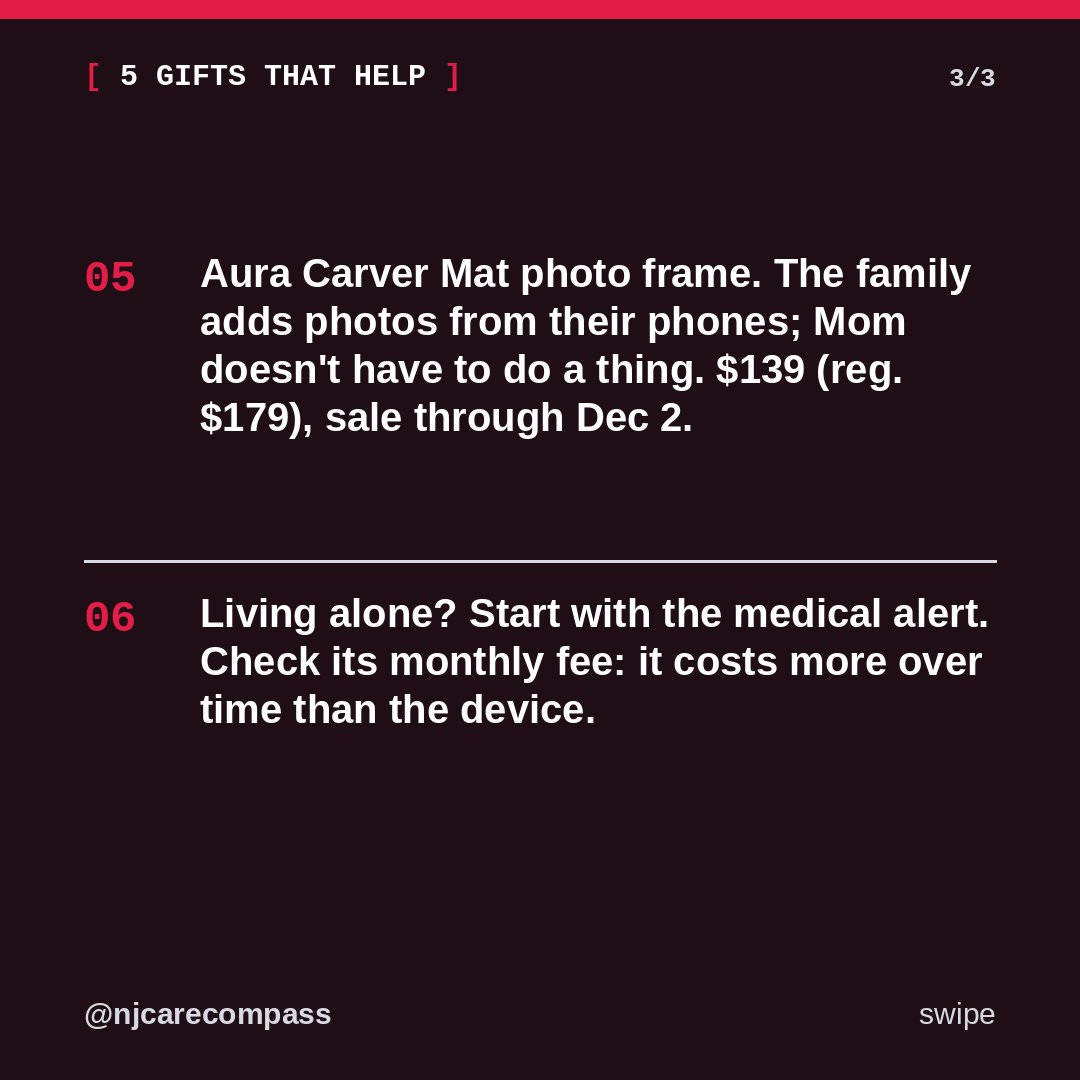 [ 5 GIFTS THAT HELP ]
3/3
05
Aura Carver Mat photo frame. The family
adds photos from their phones; Mom
doesn't have to do a thing. $139 (reg.
$179), sale through Dec 2.
06
Living alone? Start with the medical alert.
Check its monthly fee: it costs more over
time than the device.
@njcarecompass
swipe